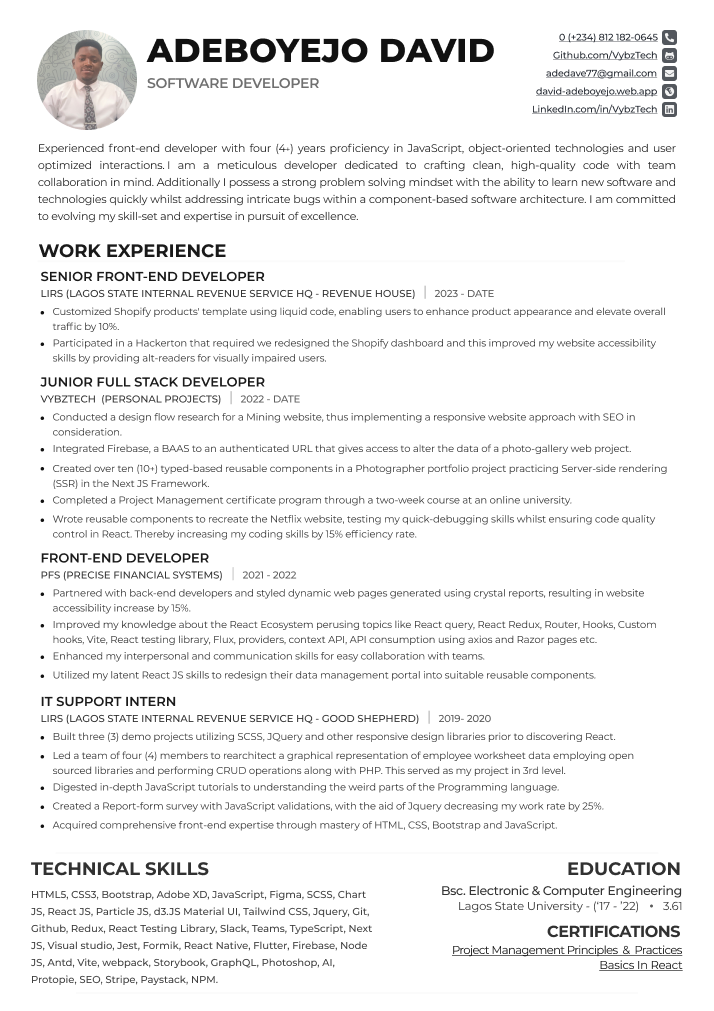 ADEBOYEJO DAVID
SOFTWARE DEVELOPER
0 (+234) 812 182-0645
Github.com/VybzTech
adedave77@gmail.com
david-adeboyejo.web.app
LinkedIn.com/in/VybzTech
Experienced front-end developer with four (4+) years proficiency in JavaScript, object-oriented technologies and user
optimized interactions. I am a meticulous developer dedicated to crafting clean, high-quality code with team
collaboration in mind. Additionally I possess a strong problem solving mindset with the ability to learn new software and
technologies quickly whilst addressing intricate bugs within a component-based software architecture. I am committed
to evolving my skill-set and expertise in pursuit of excellence.
WORK EXPERIENCE
SENIOR FRONT-END DEVELOPER
LIRS (LAGOS STATE INTERNAL REVENUE SERVICE HQ - REVENUE HOUSE) | 2023 - DATE
• Customized Shopify products' template using liquid code, enabling users to enhance product appearance and elevate overall
traffic by 10%.
• Participated in a Hackerton that required we redesigned the Shopify dashboard and this improved my website accessibility
skills by providing alt-readers for visually impaired users.
JUNIOR FULL STACK DEVELOPER
VYBZTECH (PERSONAL PROJECTS) | 2022 - DATE
• Conducted a design flow research for a Mining website, thus implementing a responsive website approach with SEO in
consideration.
• Integrated Firebase, a BAAS to an authenticated URL that gives access to alter the data of a photo-gallery web project.
• Created over ten (10+) typed-based reusable components in a Photographer portfolio project practicing Server-side rendering
(SSR) in the Next JS Framework.
• Completed a Project Management certificate program through a two-week course at an online university.
• Wrote reusable components to recreate the Netflix website, testing my quick-debugging skills whilst ensuring code quality
control in React. Thereby increasing my coding skills by 15% efficiency rate.
FRONT-END DEVELOPER
PFS (PRECISE FINANCIAL SYSTEMS) | 2021 - 2022
• Partnered with back-end developers and styled dynamic web pages generated using crystal reports, resulting in website
accessibility increase by 15%.
• Improved my knowledge about the React Ecosystem perusing topics like React query, React Redux, Router, Hooks, Custom
hooks, Vite, React testing library, Flux, providers, context API, API consumption using axios and Razor pages etc.
• Enhanced my interpersonal and communication skills for easy collaboration with teams.
• Utilized my latent React JS skills to redesign their data management portal into suitable reusable components.
IT SUPPORT INTERN
LIRS (LAGOS STATE INTERNAL REVENUE SERVICE HQ - GOOD SHEPHERD) | 2019- 2020
• Built three (3) demo projects utilizing SCSS, JQuery and other responsive design libraries prior to discovering React.
• Led a team of four (4) members to rearchitect a graphical representation of employee worksheet data employing open
sourced libraries and performing CRUD operations along with PHP. This served as my project in 3rd level.
• Digested in-depth JavaScript tutorials to understanding the weird parts of the Programming language.
• Created a Report-form survey with JavaScript validations, with the aid of Jquery decreasing my work rate by 25%.
• Acquired comprehensive front-end expertise through mastery of HTML, CSS, Bootstrap and JavaScript.
TECHNICAL SKILLS
HTML5, CSS3, Bootstrap, Adobe XD, JavaScript, Figma, SCSS, Chart
JS, React JS, Particle JS, d3.JS Material UI, Tailwind CSS, Jquery, Git,
Github, Redux, React Testing Library, Slack, Teams, TypeScript, Next
JS, Visual studio, Jest, Formik, React Native, Flutter, Firebase, Node
JS, Antd, Vite, webpack, Storybook, GraphQL, Photoshop, AI,
Protopie, SEO, Stripe, Paystack, NPM.
EDUCATION
Bsc. Electronic & Computer Engineering
Lagos State University - ('17 - '22) • 3.61
CERTIFICATIONS
Project Management Principles & Practices
Basics In React